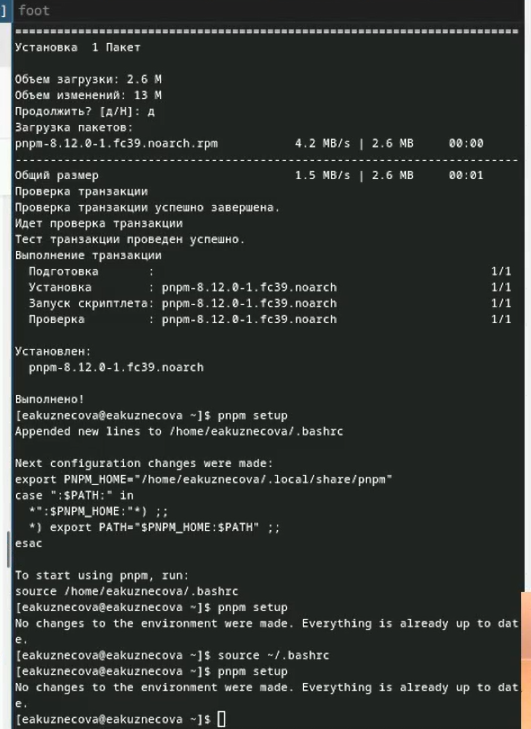 foot
================================================================
Установка  1 Пакет
Объем загрузки: 2.6 M
Объем изменений: 13 M
Продолжить? [д/Н]: д
Загрузка пакетов:
pnpm-8.12.0-1.fc39.noarch.rpm          4.2 MB/s | 2.6 MB     00:00
----------------------------------------------------------------
Общий размер                           1.5 MB/s | 2.6 MB     00:01
Проверка транзакции
Проверка транзакции успешно завершена.
Идет проверка транзакции
Тест транзакции проведен успешно.
Выполнение транзакции
  Подготовка       :                                           1/1
  Установка        : pnpm-8.12.0-1.fc39.noarch                 1/1
  Запуск скриптлета: pnpm-8.12.0-1.fc39.noarch                 1/1
  Проверка         : pnpm-8.12.0-1.fc39.noarch                 1/1
Установлен:
  pnpm-8.12.0-1.fc39.noarch
Выполнено!
[eakuznecova@eakuznecova ~]$ pnpm setup
Appended new lines to /home/eakuznecova/.bashrc
Next configuration changes were made:
export PNPM_HOME="/home/eakuznecova/.local/share/pnpm"
case ":$PATH:" in
  *":$PNPM_HOME:"*) ;;
  *) export PATH="$PNPM_HOME:$PATH" ;;
esac
To start using pnpm, run:
source /home/eakuznecova/.bashrc
[eakuznecova@eakuznecova ~]$ pnpm setup
No changes to the environment were made. Everything is already up to dat
e.
[eakuznecova@eakuznecova ~]$ source ~/.bashrc
[eakuznecova@eakuznecova ~]$ pnpm setup
No changes to the environment were made. Everything is already up to dat
e.
[eakuznecova@eakuznecova ~]$